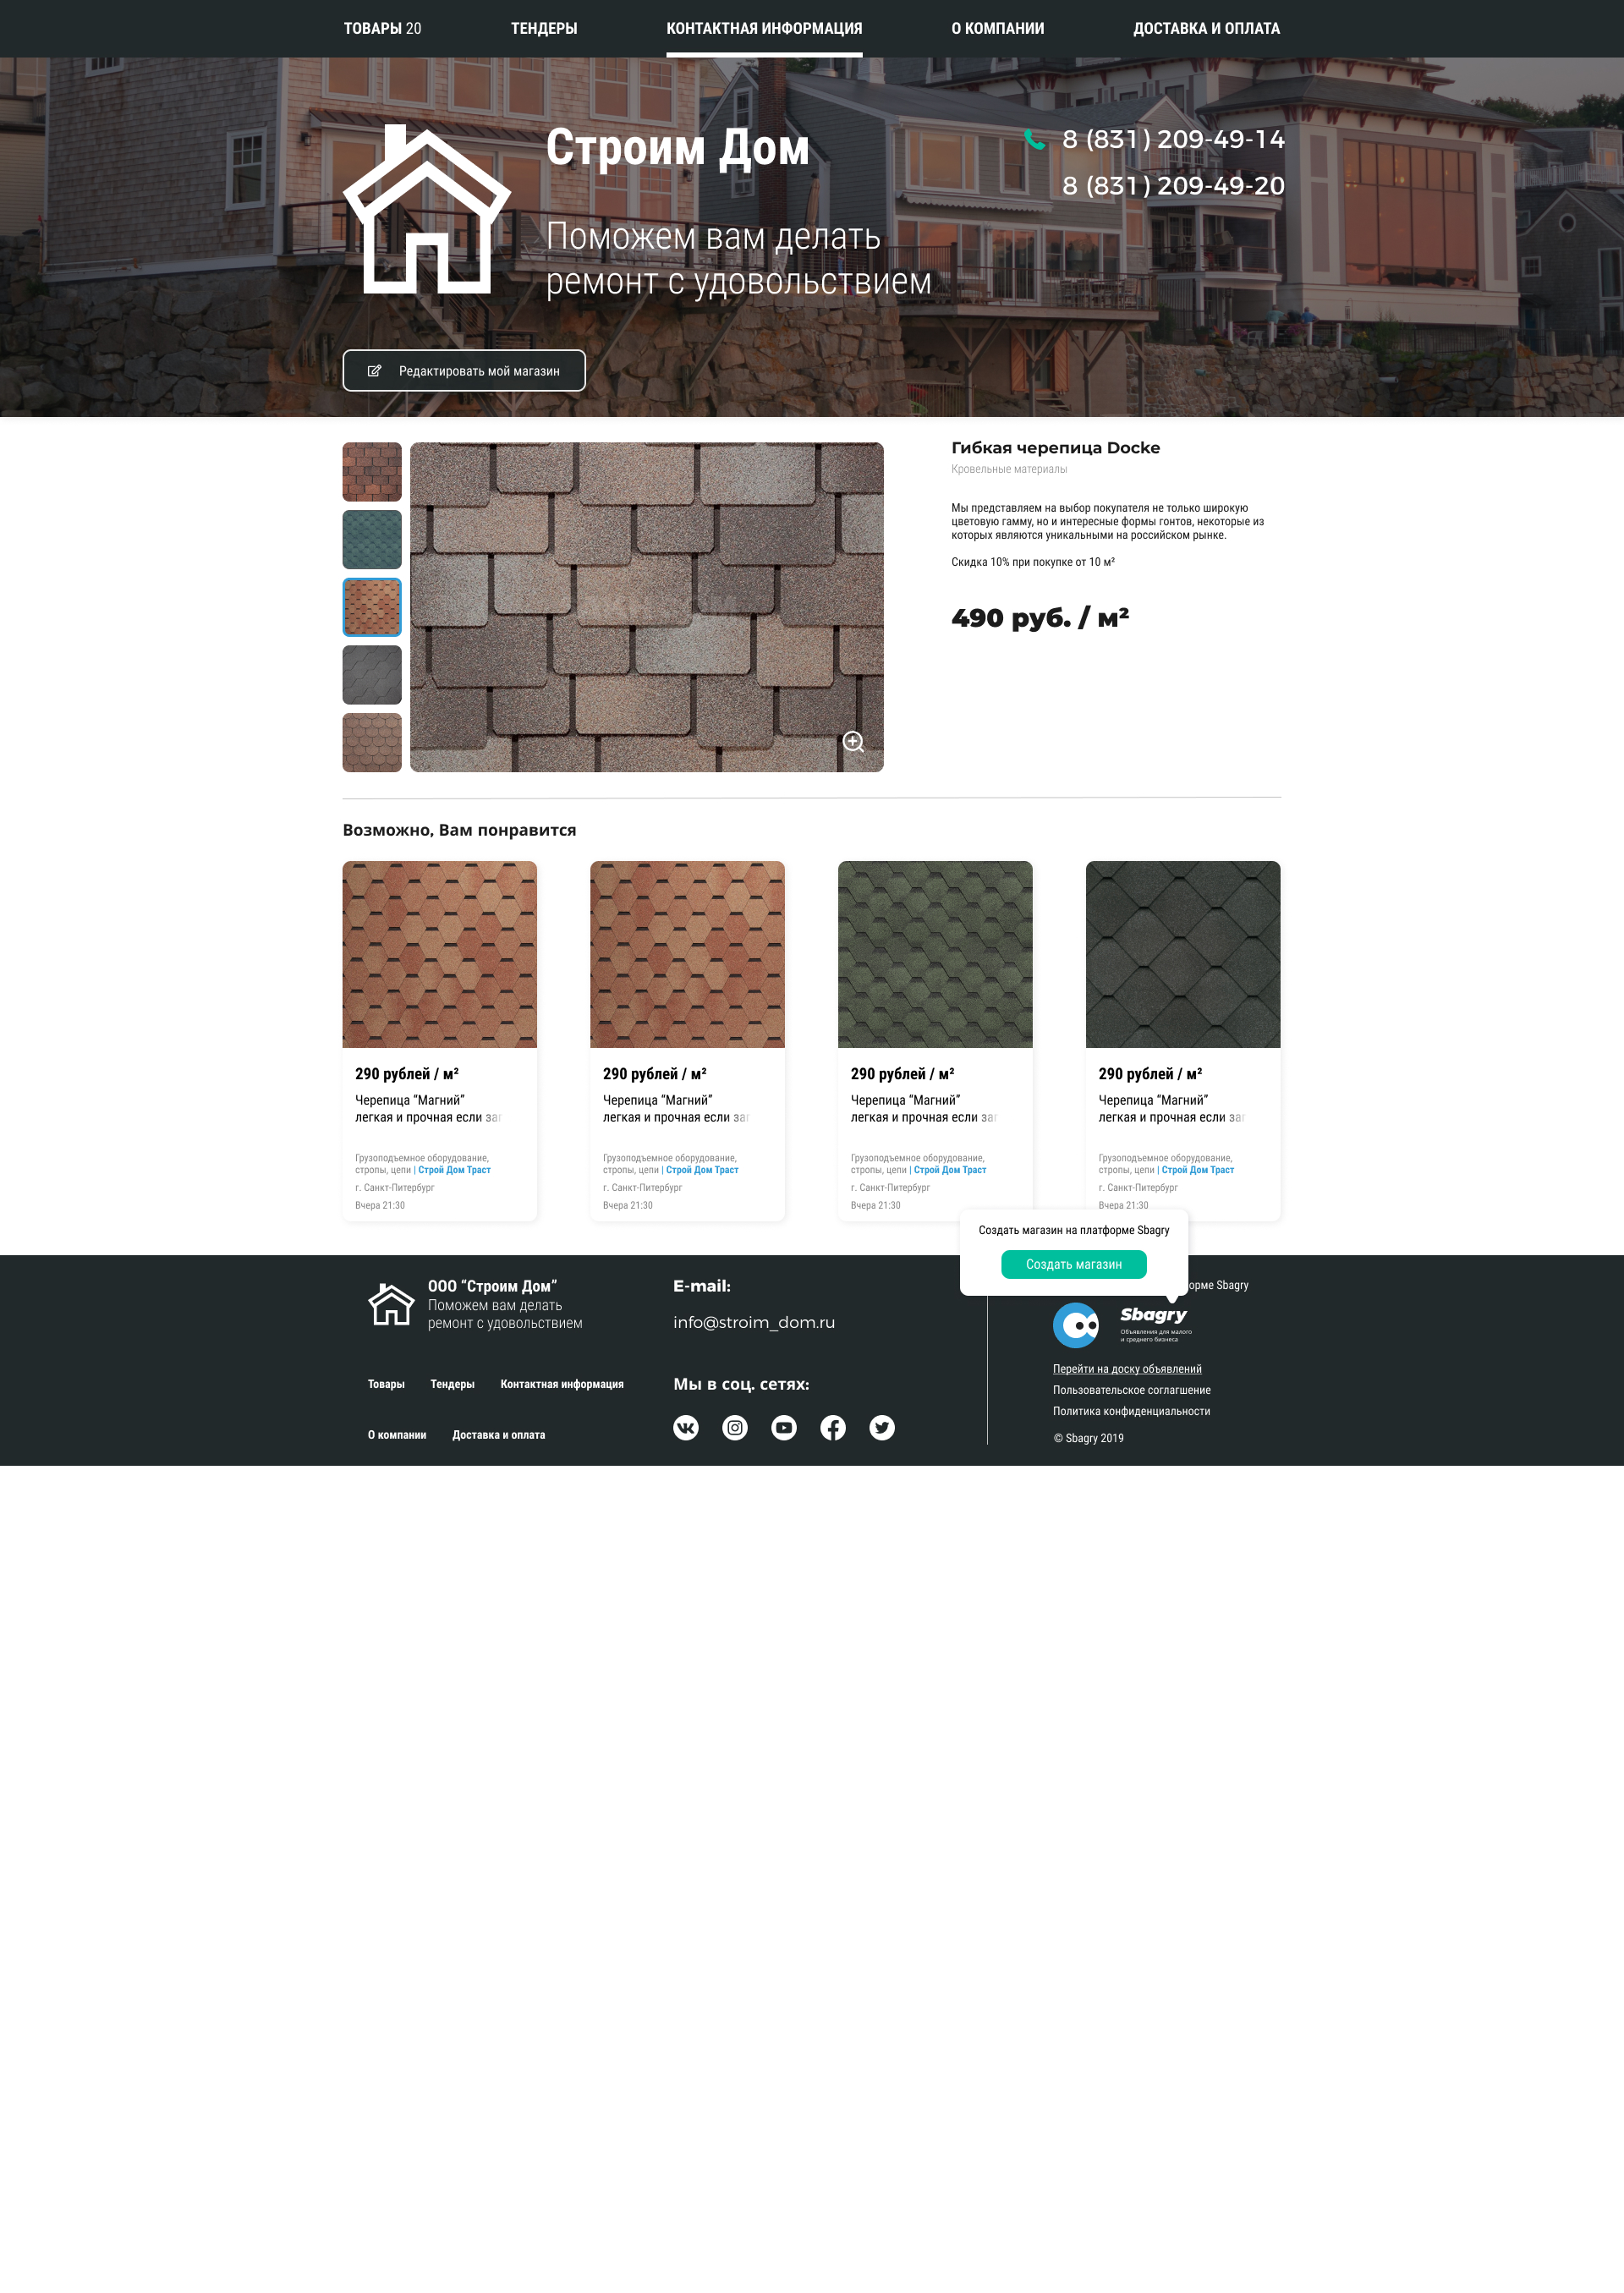 ТОВАРЫ 20
ТЕНДЕРЫ
КОНТАКТНАЯ ИНФОРМАЦИЯ
О КОМПАНИИ
ДОСТАВКА И ОПЛАТА
Строим Дом
Поможем вам делать
ремонт с удовольствием
8 (831) 209-49-14
8 (831) 209-49-20
Редактировать мой магазин
Гибкая черепица Docke
Кровельные материалы
Мы представляем на выбор покупателя не только широкую
цветовую гамму, но и интересные формы гонтов, некоторые из
которых являются уникальными на российском рынке.
Скидка 10% при покупке от 10 м²
490 руб. / м²
Возможно, Вам понравится
290 рублей / м²
Черепица “Магний”
легкая и прочная если заг
Грузоподъемное оборудование,
стропы, цепи | Строй Дом Траст
г. Санкт-Питербург
Вчера 21:30
290 рублей / м²
Черепица “Магний”
легкая и прочная если заг
Грузоподъемное оборудование,
стропы, цепи | Строй Дом Траст
г. Санкт-Питербург
Вчера 21:30
290 рублей / м²
Черепица “Магний”
легкая и прочная если заг
Грузоподъемное оборудование,
стропы, цепи | Строй Дом Траст
г. Санкт-Питербург
Вчера 21:30
290 рублей / м²
Черепица “Магний”
легкая и прочная если заг
Грузоподъемное оборудование,
стропы, цепи | Строй Дом Траст
г. Санкт-Питербург
Вчера 21:30
Создать магазин на платформе Sbagry
Создать магазин
ООО “Строим Дом”
Поможем вам делать
ремонт с удовольствием
Товары
Тендеры
Контактная информация
О компании
Доставка и оплата
E-mail:
info@stroim_dom.ru
Мы в соц. сетях:
орме Sbagry
Sbagry
Объявления для малого
и среднего бизнеса
Перейти на доску объявлений
Пользовательское соглашение
Политика конфиденциальности
© Sbagry 2019